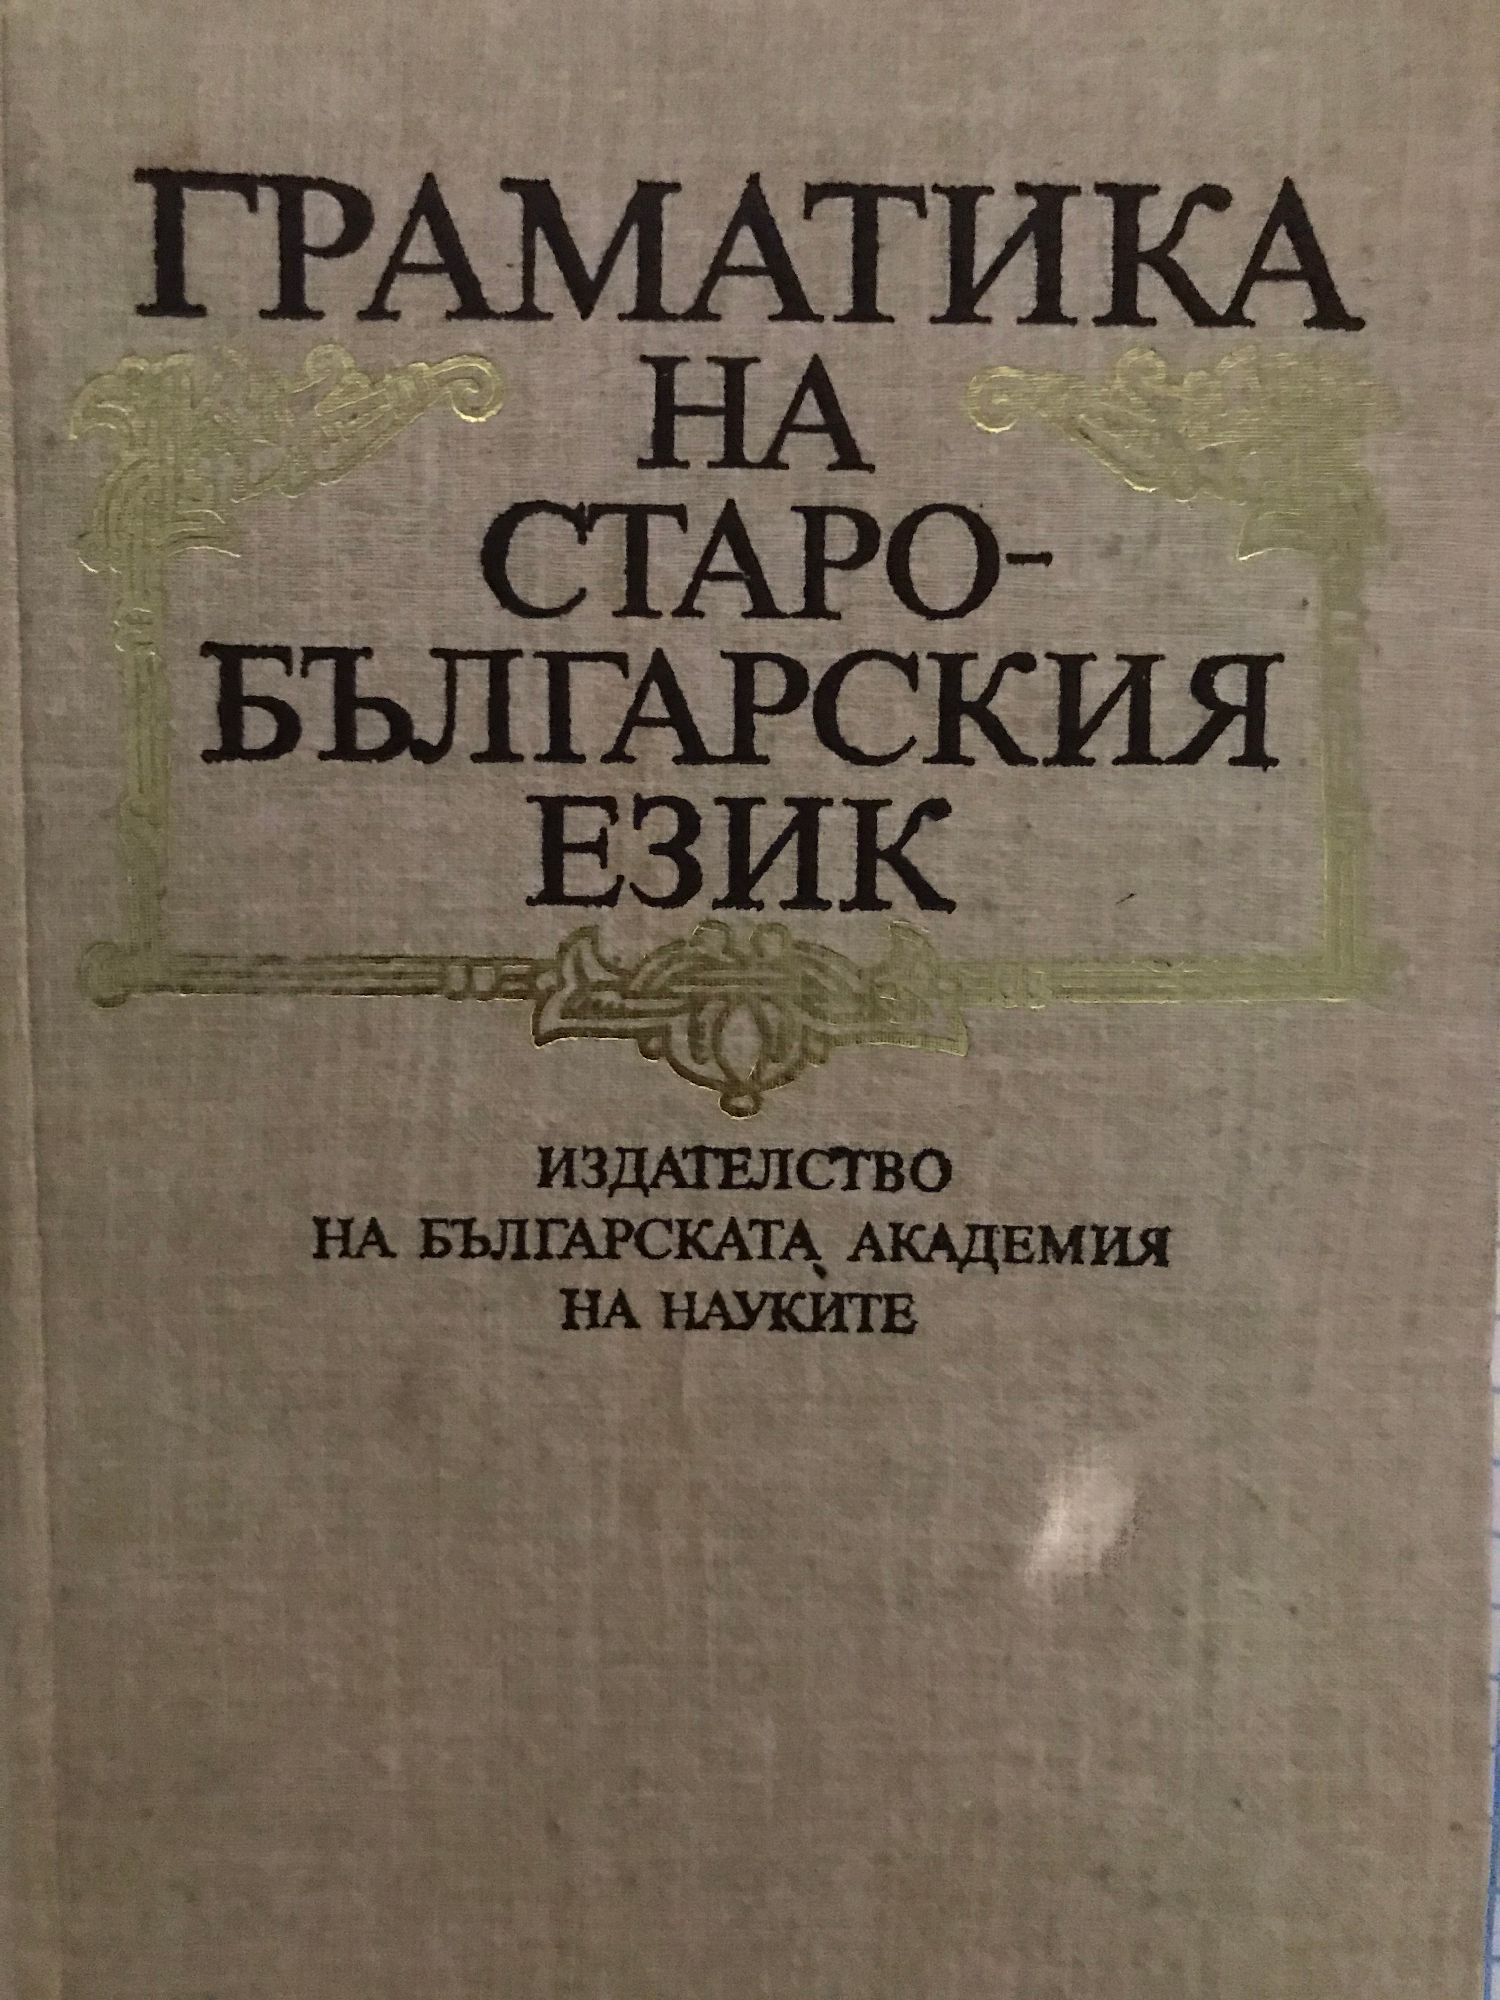 ГРАМАТИКА
НА
СТАРО-
БЪЛГАРСКИЯ
ЕЗИК
ИЗДАТЕЛСТВО
НА БЪЛГАРСКАТА АКАДЕМИЯ
НА НАУКИТЕ